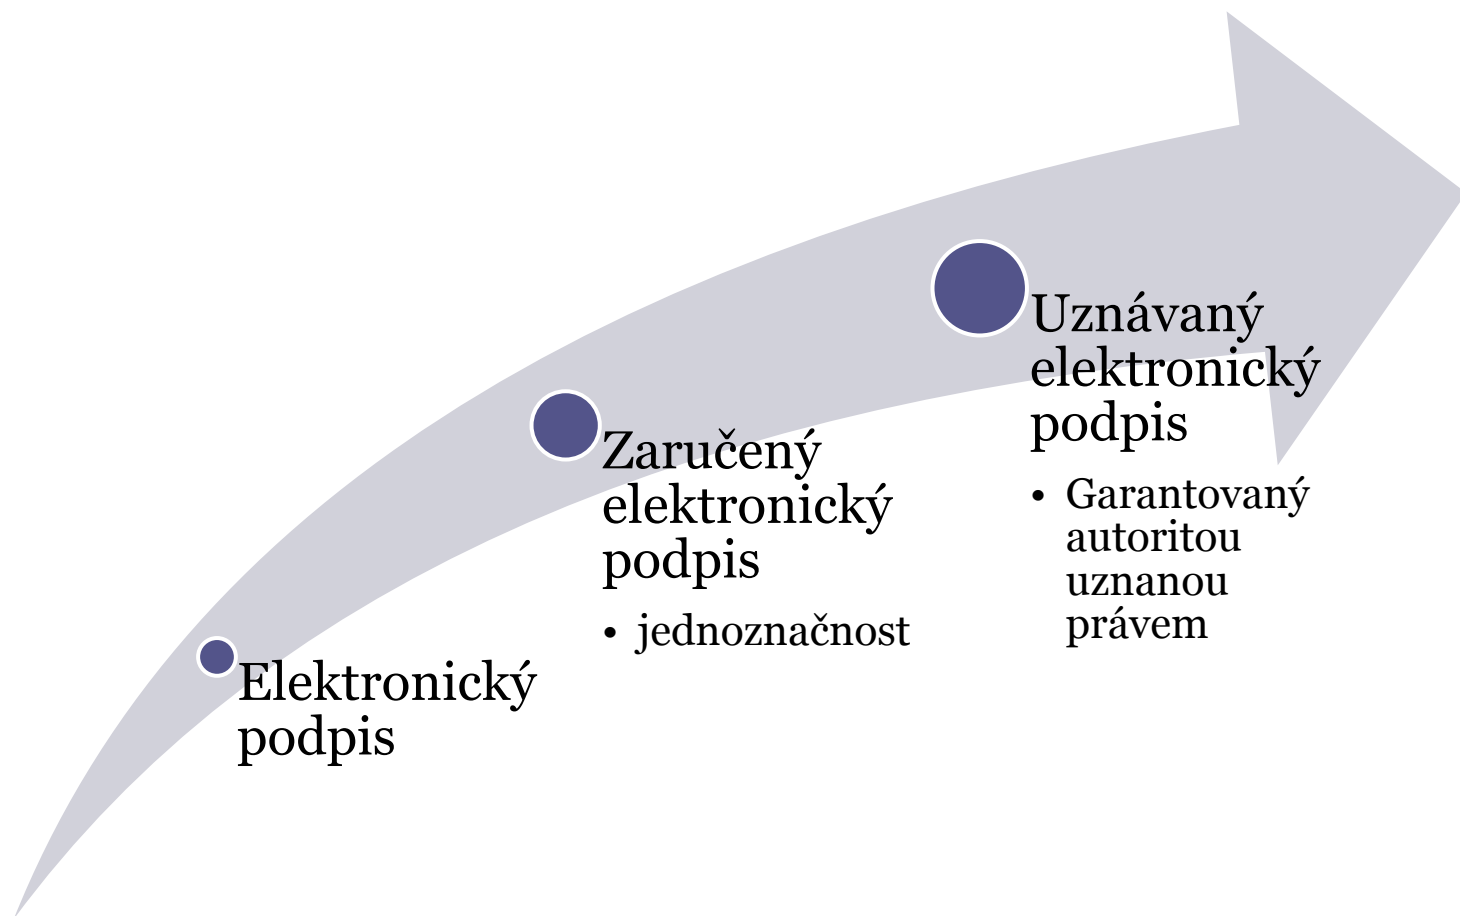 Elektronický
podpis
Zaručený
elektronický
podpis
• jednoznačnost
Uznávaný
elektronický
podpis
• Garantovaný
autoritou
uznanou
právem